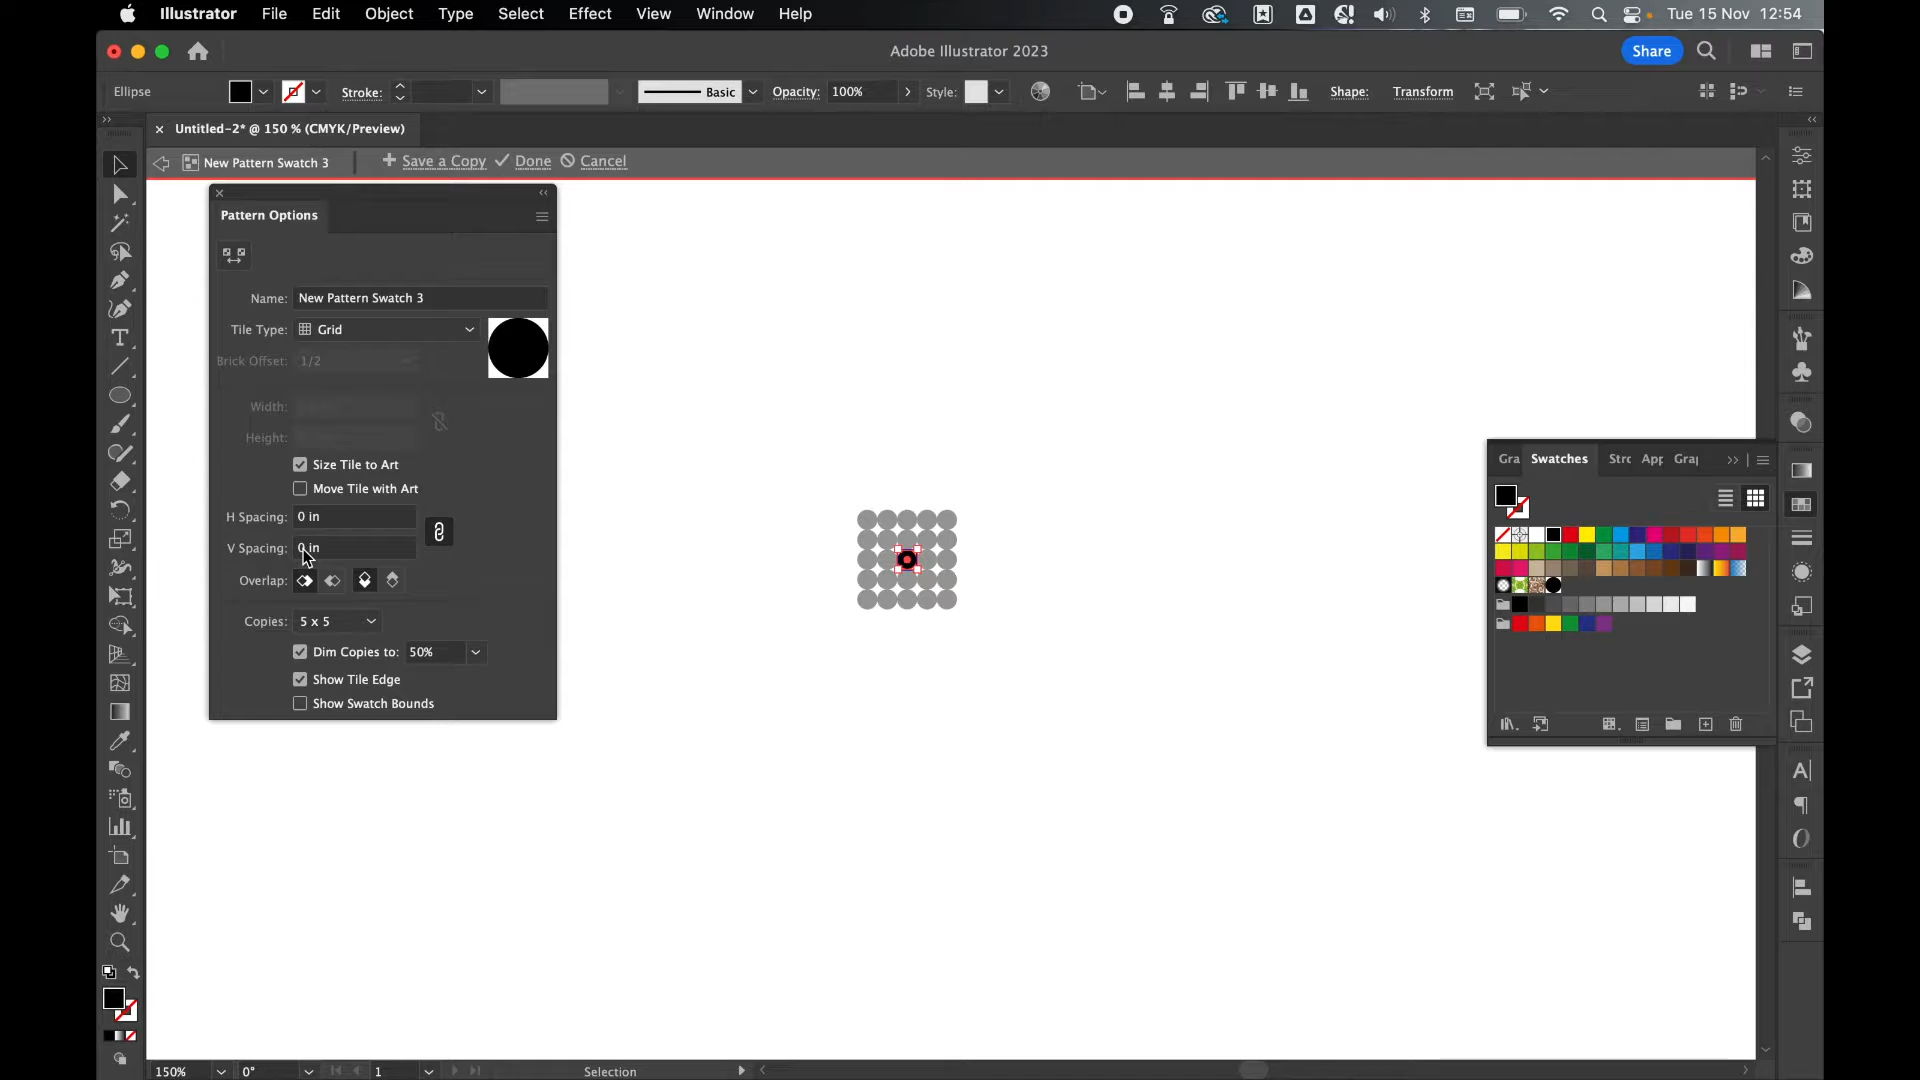 Illustrator File Edit Object Type Select Effect View Window Help Tue 15 Nov 12:54
Adobe Illustrator 2023 Share
Ellipse Stroke: Basic Opacity: 100% Style: Shape: Transform
Untitled-2* @ 150 % (CMYK/Preview)
New Pattern Swatch 3 Save a Copy Done Cancel
Pattern Options
Name: New Pattern Swatch 3
Tile Type: Grid
Brick Offset: 1/2
Width:
Height:
Size Tile to Art
Move Tile with Art
H Spacing: 0 in
V Spacing: 0 in
Overlap:
Copies: 5 x 5
Dim Copies to: 50%
Show Tile Edge
Show Swatch Bounds
Gra Swatches Strc App Gra
150% 0° 1 Selection